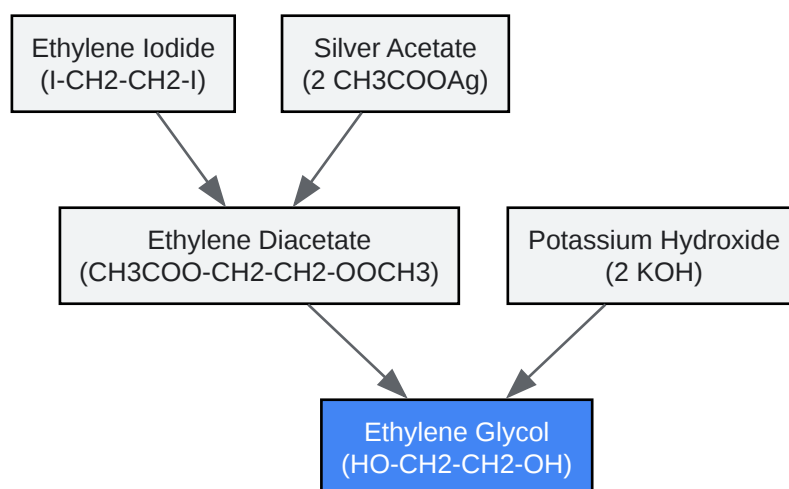 Ethylene Iodide
(I-CH2-CH2-I)
Silver Acetate
(2 CH3COOAg)
Ethylene Diacetate
(CH3COO-CH2-CH2-OOCH3)
Potassium Hydroxide
(2 KOH)
Ethylene Glycol
(HO-CH2-CH2-OH)